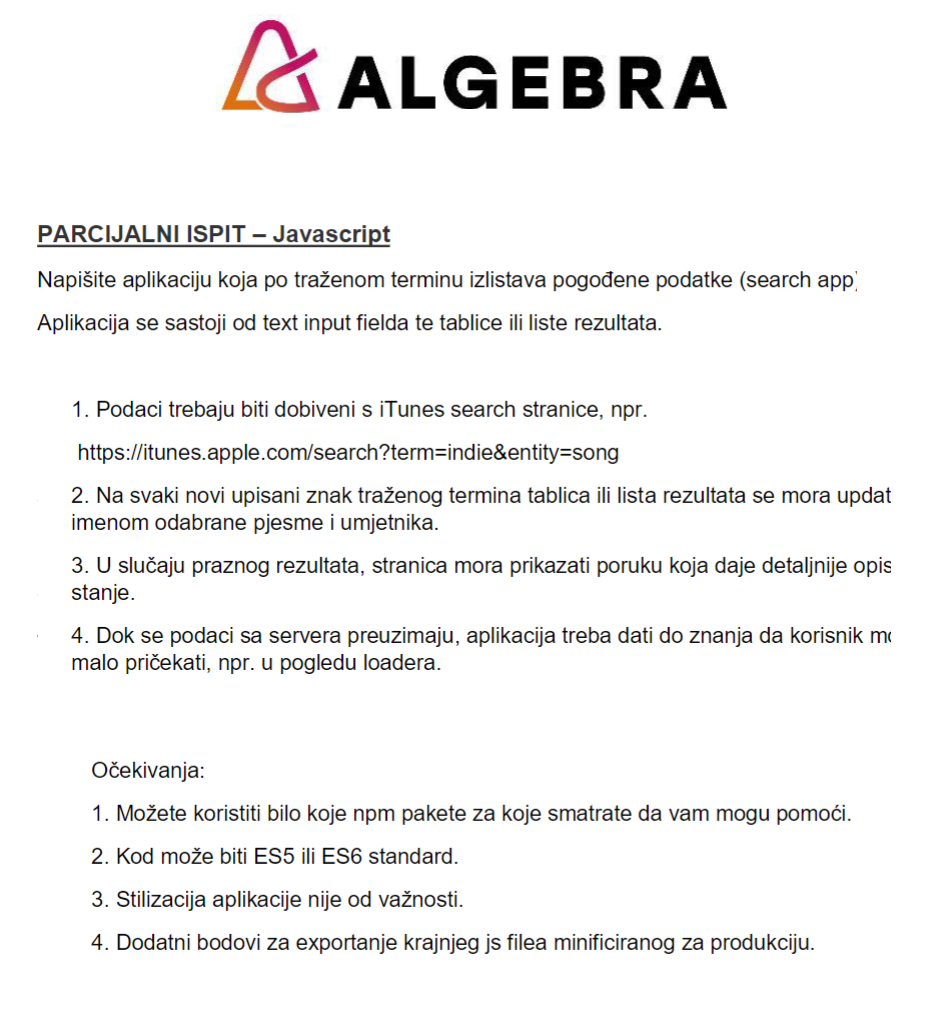 ALGEBRA
PARCIJALNI ISPIT – Javascript
Napišite aplikaciju koja po traženom terminu izlistava pogođene podatke (search app)
Aplikacija se sastoji od text input fielda te tablice ili liste rezultata.
1. Podaci trebaju biti dobiveni s iTunes search stranice, npr.
https://itunes.apple.com/search?term=indie&entity=song
2. Na svaki novi upisani znak traženog termina tablica ili lista rezultata se mora updat
imenom odabrane pjesme i umjetnika.
3. U slučaju praznog rezultata, stranica mora prikazati poruku koja daje detaljnije opis
stanje.
4. Dok se podaci sa servera preuzimaju, aplikacija treba dati do znanja da korisnik
malo pričekati, npr. u pogledu loadera.
Očekivanja:
1. Možete koristiti bilo koje npm pakete za koje smatrate da vam mogu pomoći.
2. Kod može biti ES5 ili ES6 standard.
3. Stilizacija aplikacije nije od važnosti.
4. Dodatni bodovi za exportanje krajnjeg js filea minificiranog za produkciju.